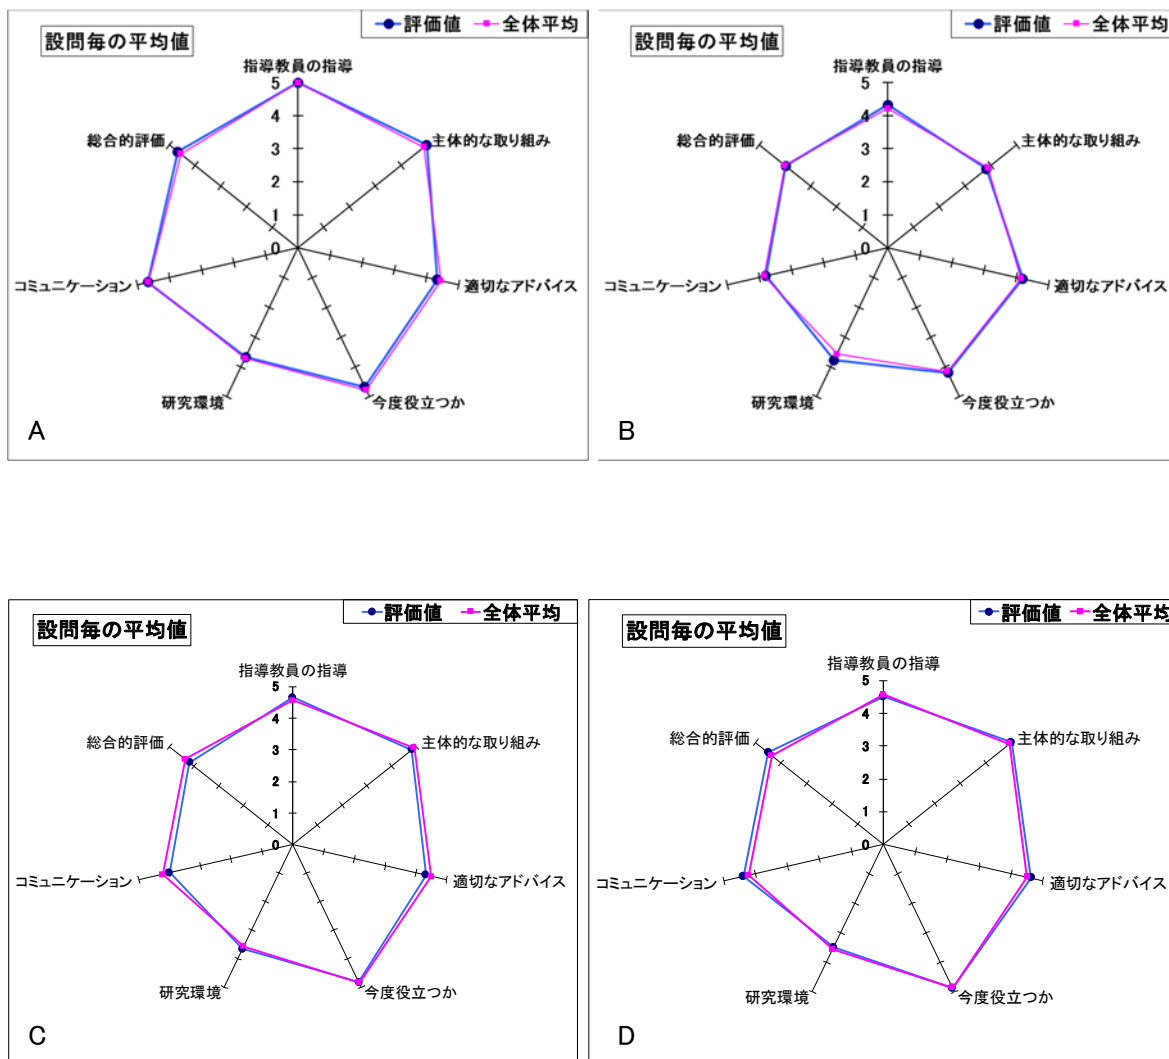 評価値 全体平均
設問毎の平均値
指導教員の指導
5
4
3
2
1
0
主体的な取り組み
適切なアドバイス
今度役立つか
研究環境
コミュニケーション
総合的評価
A
評価値 全体平均
設問毎の平均値
指導教員の指導
5
4
3
2
1
0
主体的な取り組み
適切なアドバイス
今度役立つか
研究環境
コミュニケーション
総合的評価
B
評価値 全体平均
設問毎の平均値
指導教員の指導
5
4
3
2
1
0
主体的な取り組み
適切なアドバイス
今度役立つか
研究環境
コミュニケーション
総合的評価
C
評価値 全体平均
設問毎の平均値
指導教員の指導
5
4
3
2
1
0
主体的な取り組み
適切なアドバイス
今度役立つか
研究環境
コミュニケーション
総合的評価
D